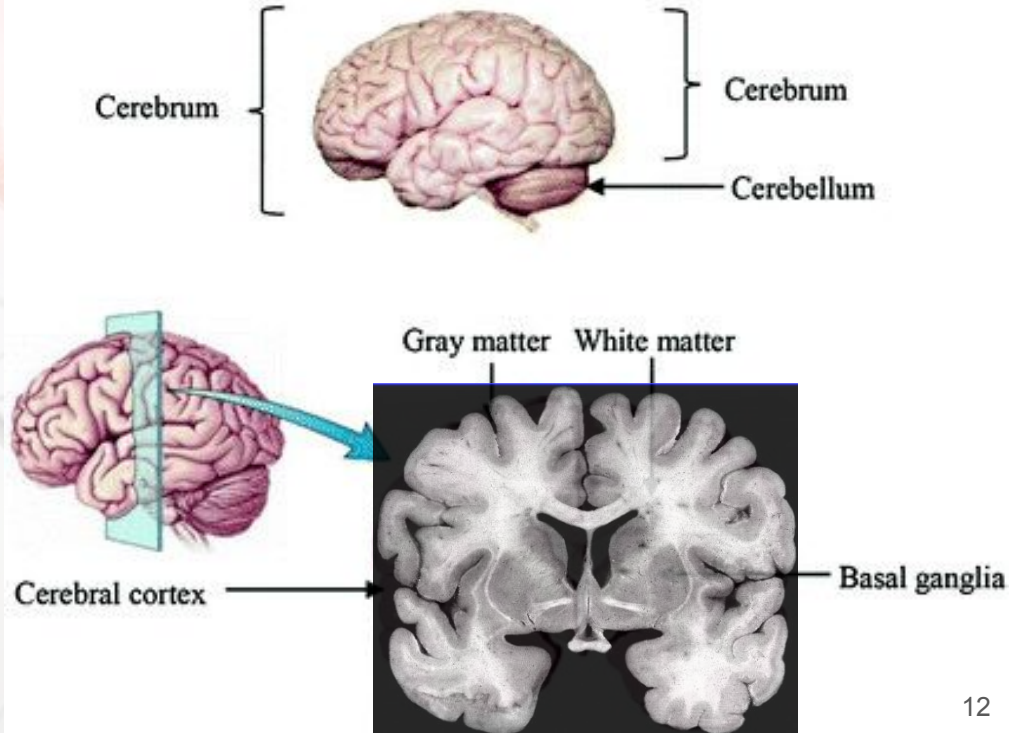 Cerebrum
Cerebrum
Cerebellum
Gray matter White matter
Basal ganglia
Cerebral cortex
12